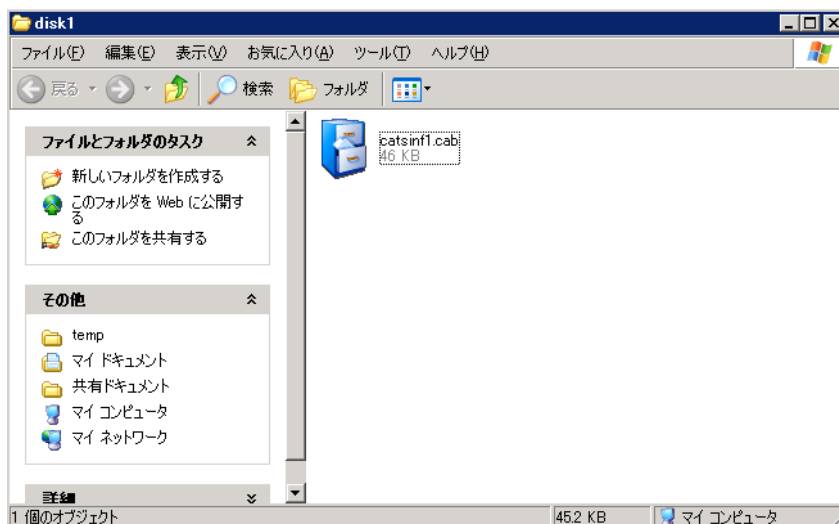 disk1
ファイル(F) 編集(E) 表示(V) お気に入り(A) ツール(T) ヘルプ(H)
戻る 検索 フォルダ
ファイルとフォルダのタスク
新しいフォルダを作成する
このフォルダを Web に公開す
る
このフォルダを共有する
その他
temp
マイ ドキュメント
共有ドキュメント
マイ コンピュータ
マイ ネットワーク
詳細
catsinf1.cab
46 KB
1 個のオブジェクト
45.2 KB
マイ コンピュータ